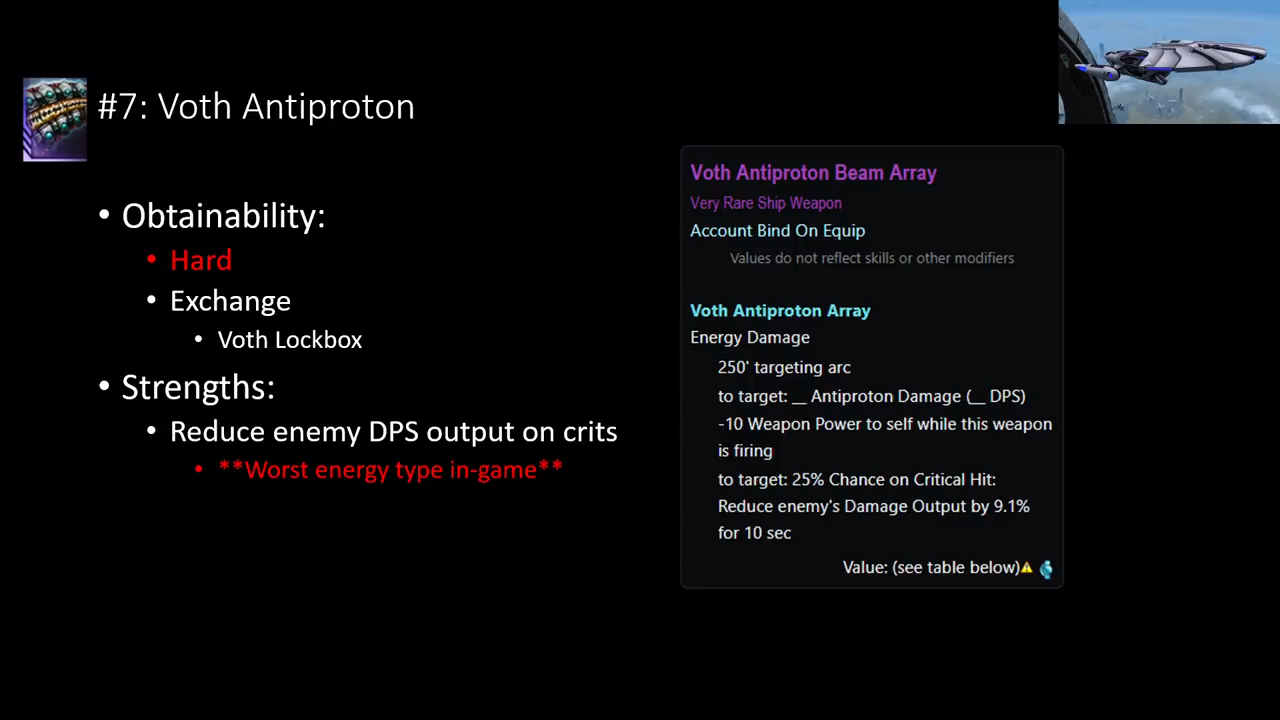 #7: Voth Antiproton
• Obtainability:
• Hard
• Exchange
• Voth Lockbox
• Strengths:
• Reduce enemy DPS output on crits
• **Worst energy type in-game**
Voth Antiproton Beam Array
Very Rare Ship Weapon
Account Bind On Equip
Values do not reflect skills or other modifiers
Voth Antiproton Array
Energy Damage
250' targeting arc
to target: __ Antiproton Damage (__ DPS)
-10 Weapon Power to self while this weapon
is firing
to target: 25% Chance on Critical Hit:
Reduce enemy's Damage Output by 9.1%
for 10 sec
Value: (see table below)